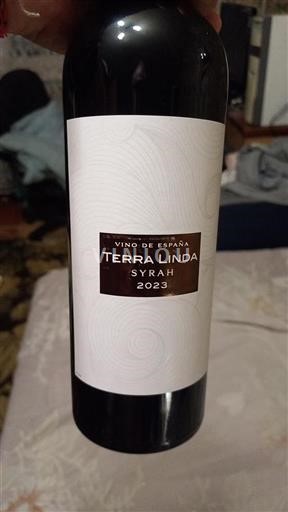 VINO DE ESPAÑA
TERRA LINDA
SYRAH
2023